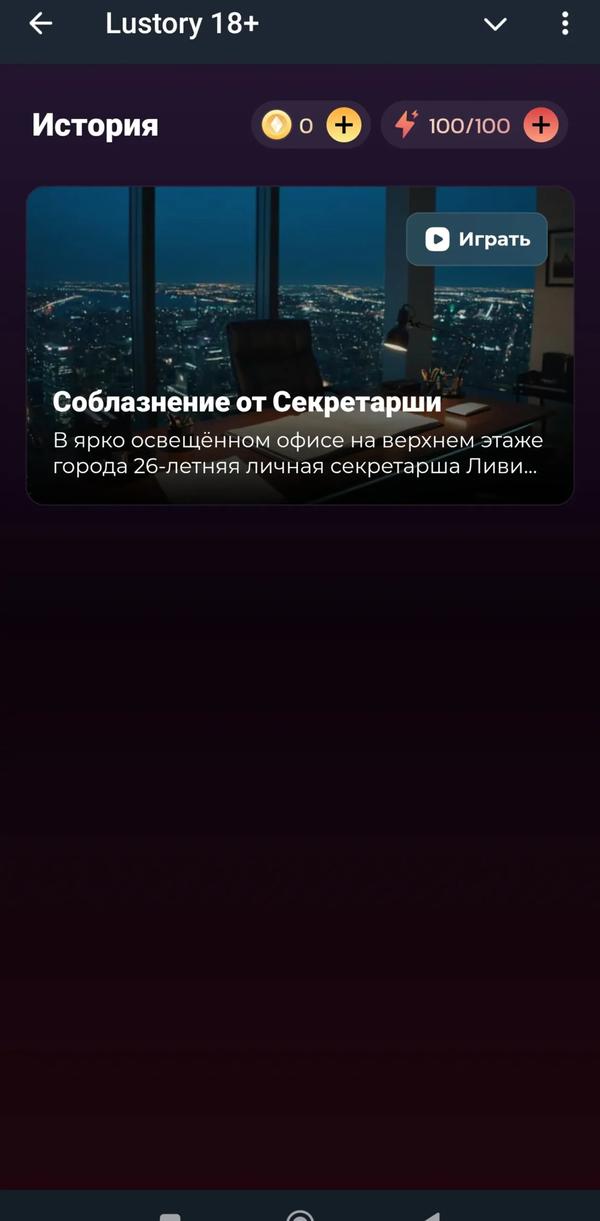 Lustory 18+
История
0
100/100
Играть
Соблазнение от Секретарши
В ярко освещённом офисе на верхнем этаже
города 26-летняя личная секретарша Ливи...